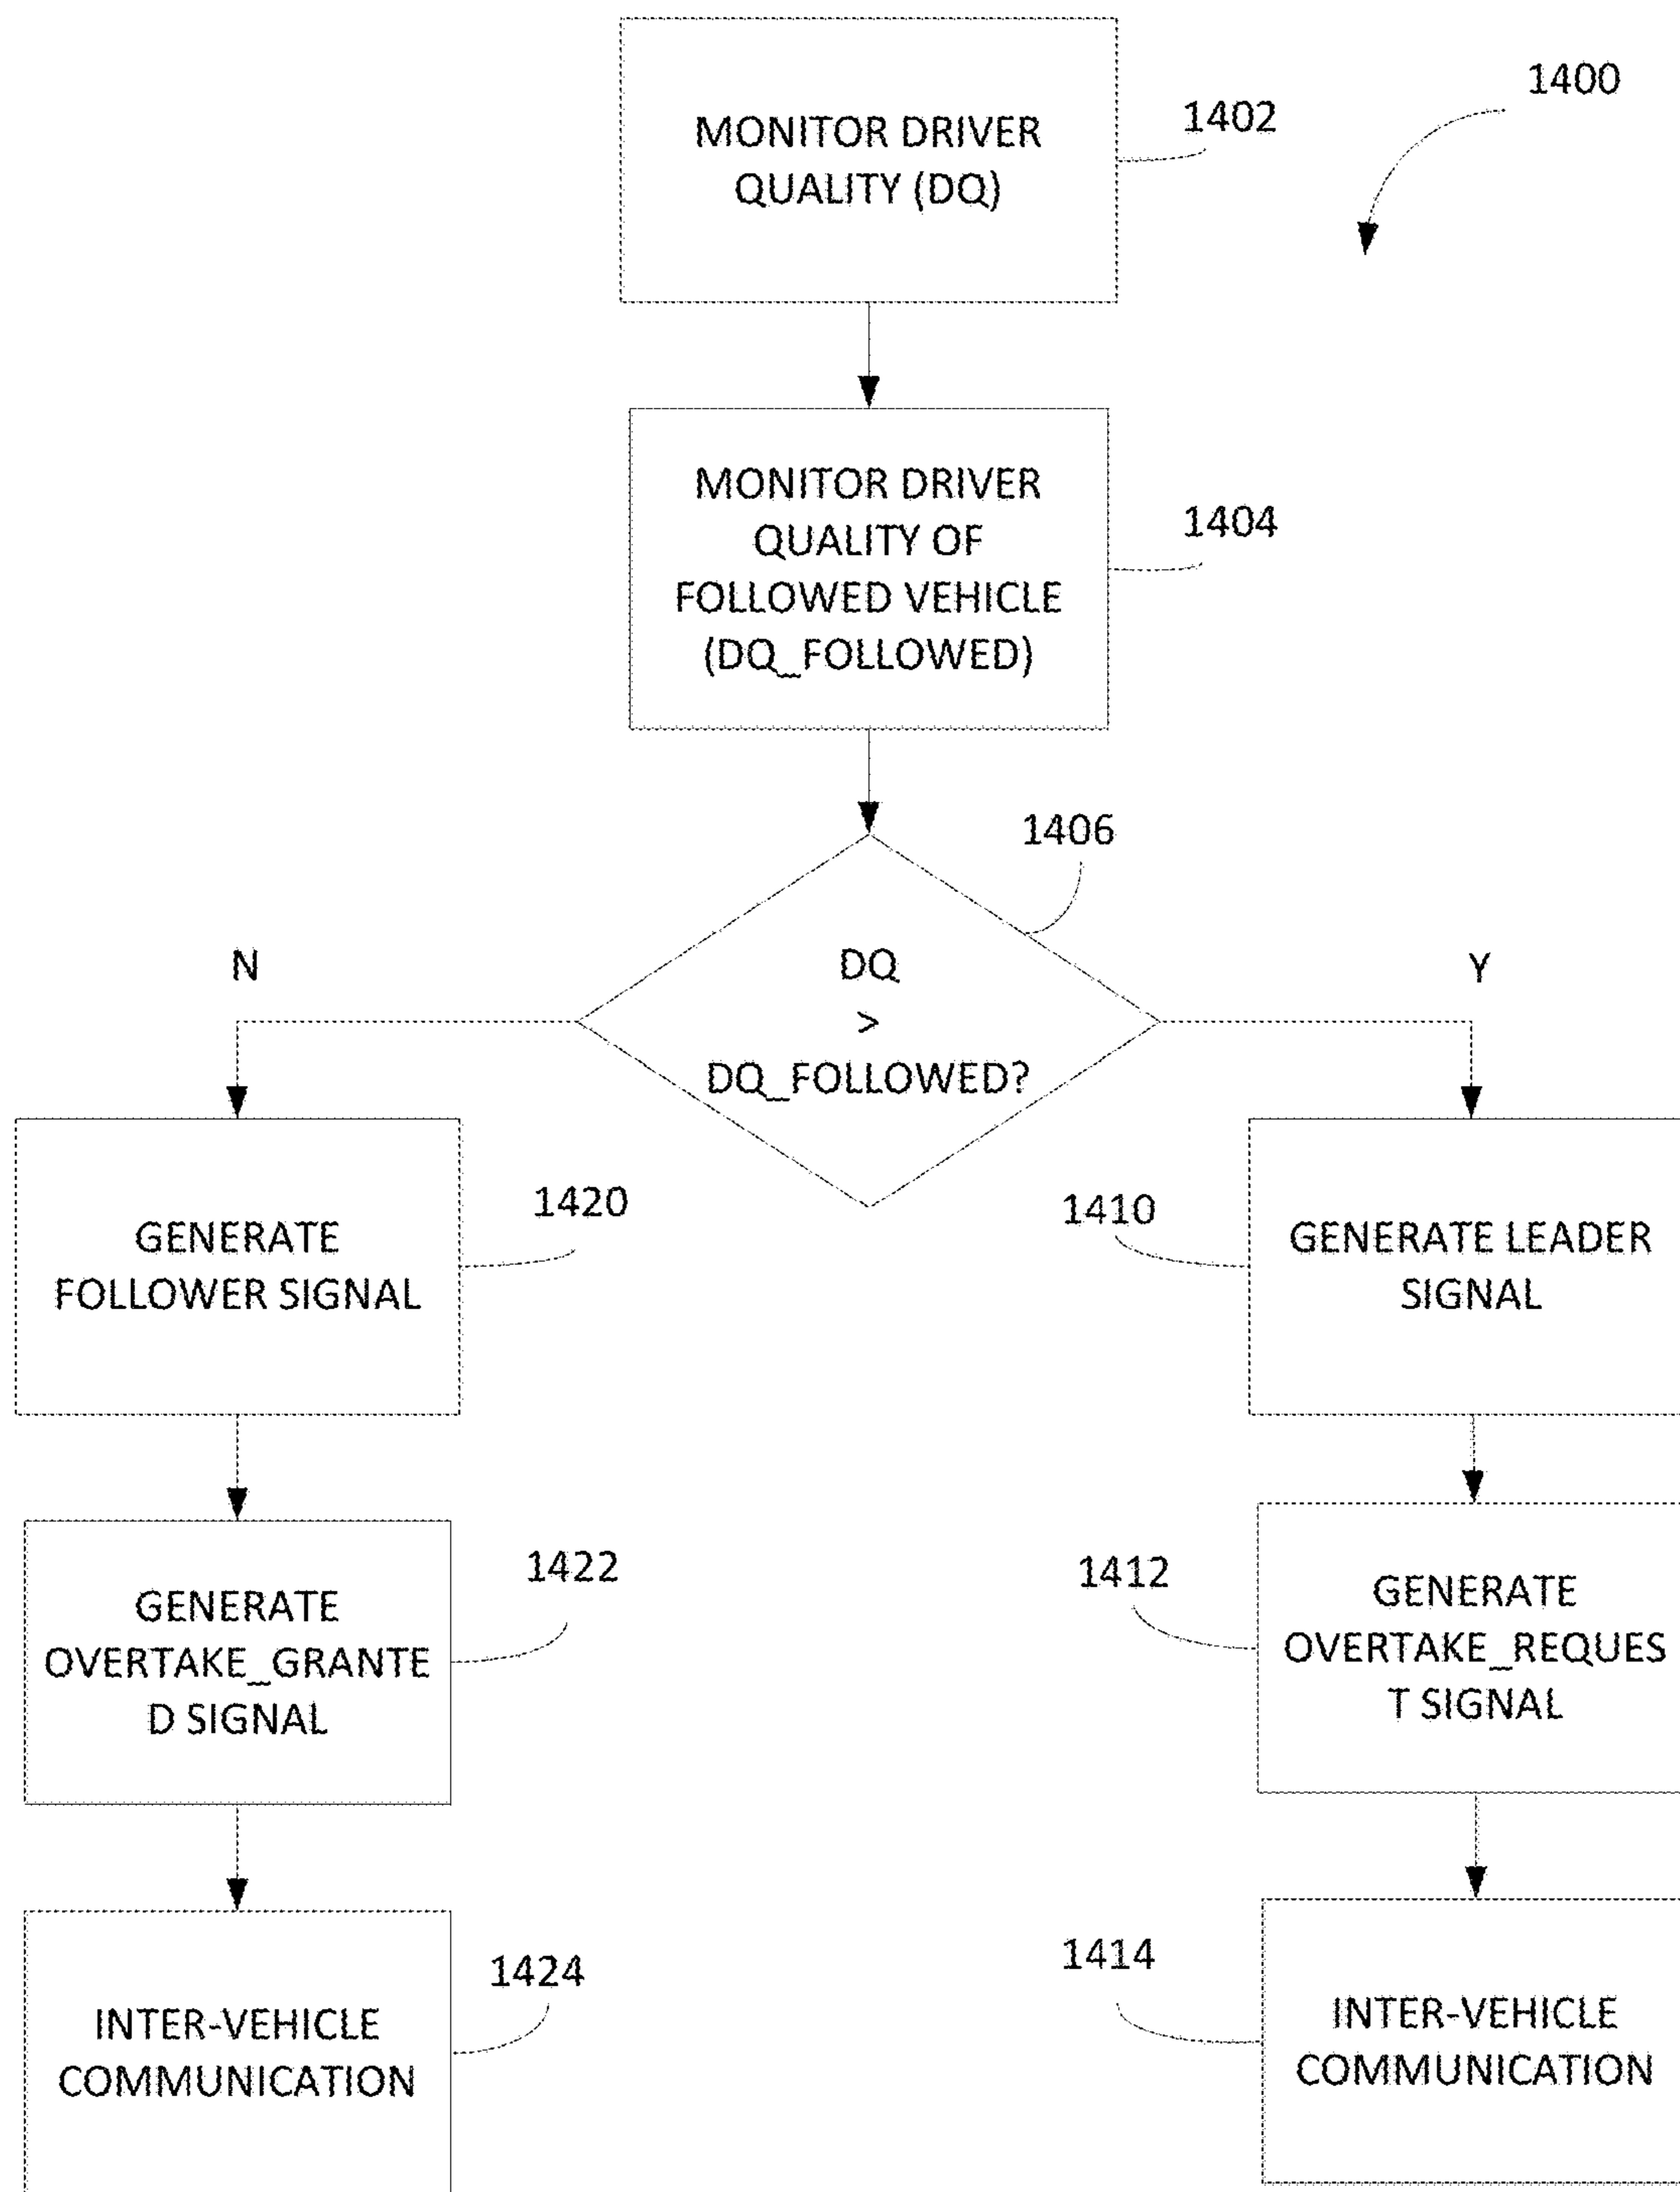 1400
MONITOR DRIVER
QUALITY (DQ)
1402
MONITOR DRIVER
QUALITY OF
FOLLOWED VEHICLE
(DQ_FOLLOWED)
1404
1406
DQ
>
DQ_FOLLOWED?
N
Y
GENERATE
FOLLOWER SIGNAL
1420
1410
GENERATE LEADER
SIGNAL
GENERATE
OVERTAKE_GRANTE
D SIGNAL
1422
1412
GENERATE
OVERTAKE_REQUES
T SIGNAL
INTER-VEHICLE
COMMUNICATION
1424
1414
INTER-VEHICLE
COMMUNICATION